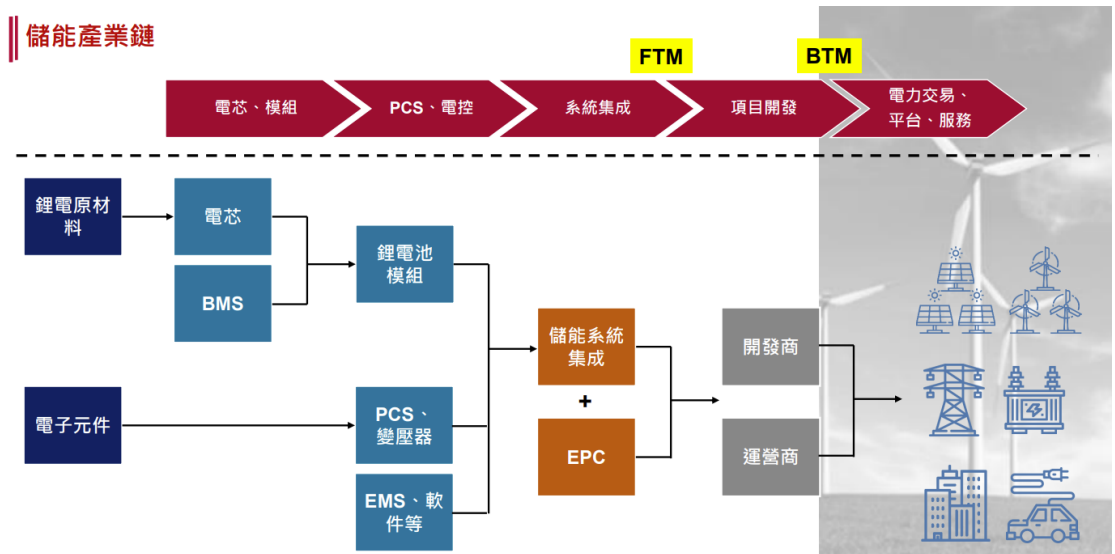 儲能產業鏈
FTM
BTM
電芯、模組
PCS、電控
系統集成
項目開發
電力交易、
平台、服務
鋰電原材
料
電芯
BMS
鋰電池
模組
儲能系統
集成
開發商
+
電子元件
PCS、
變壓器
EPC
運營商
EMS、軟
件等